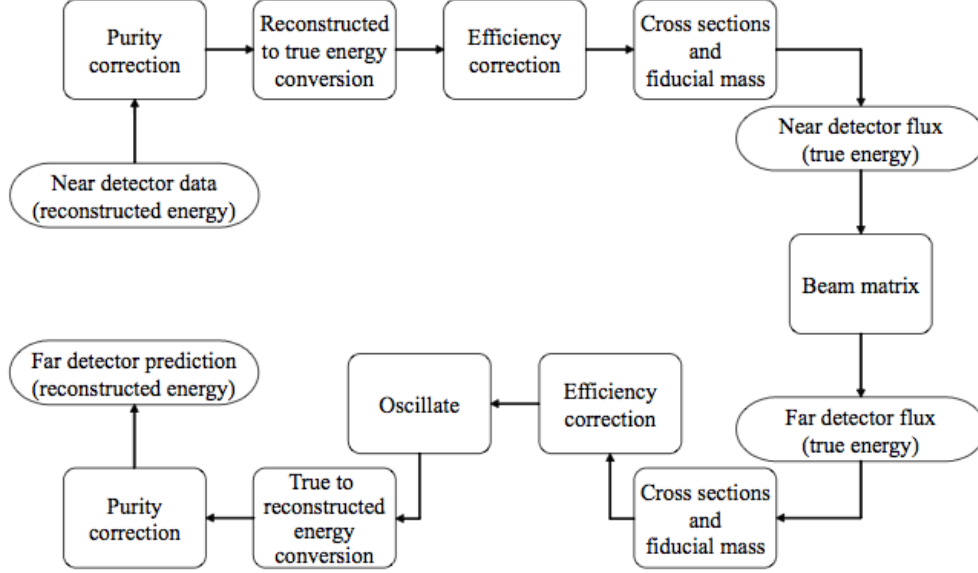 Purity
correction
Reconstructed
to true energy
conversion
Efficiency
correction
Cross sections
and
fiducial mass
Near detector flux
(true energy)
Near detector data
(reconstructed energy)
Beam matrix
Far detector prediction
(reconstructed energy)
Oscillate
Efficiency
correction
Far detector flux
(true energy)
Purity
correction
True to
reconstructed
energy
conversion
Cross sections
and
fiducial mass